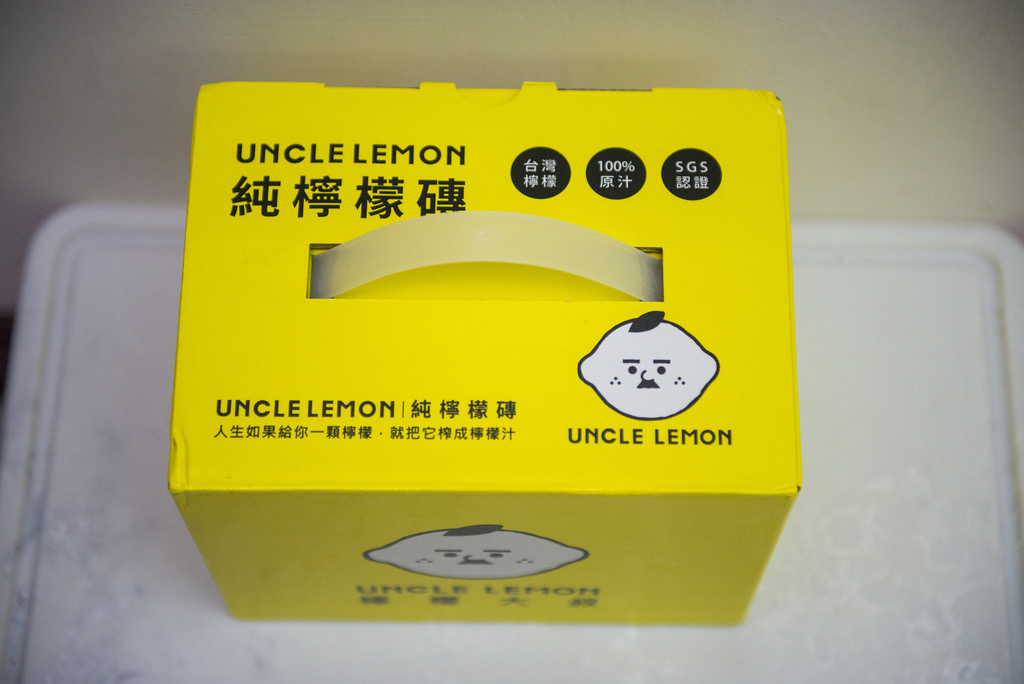 UNCLE LEMON
純檸檬磚
台灣
檸檬
100%
原汁
SGS
認證
UNCLE LEMON
UNCLE LEMON|純檸檬磚
人生如果給你一顆檸檬,就把它榨成檸檬汁
UNCLE LEMON
檸檬大叔